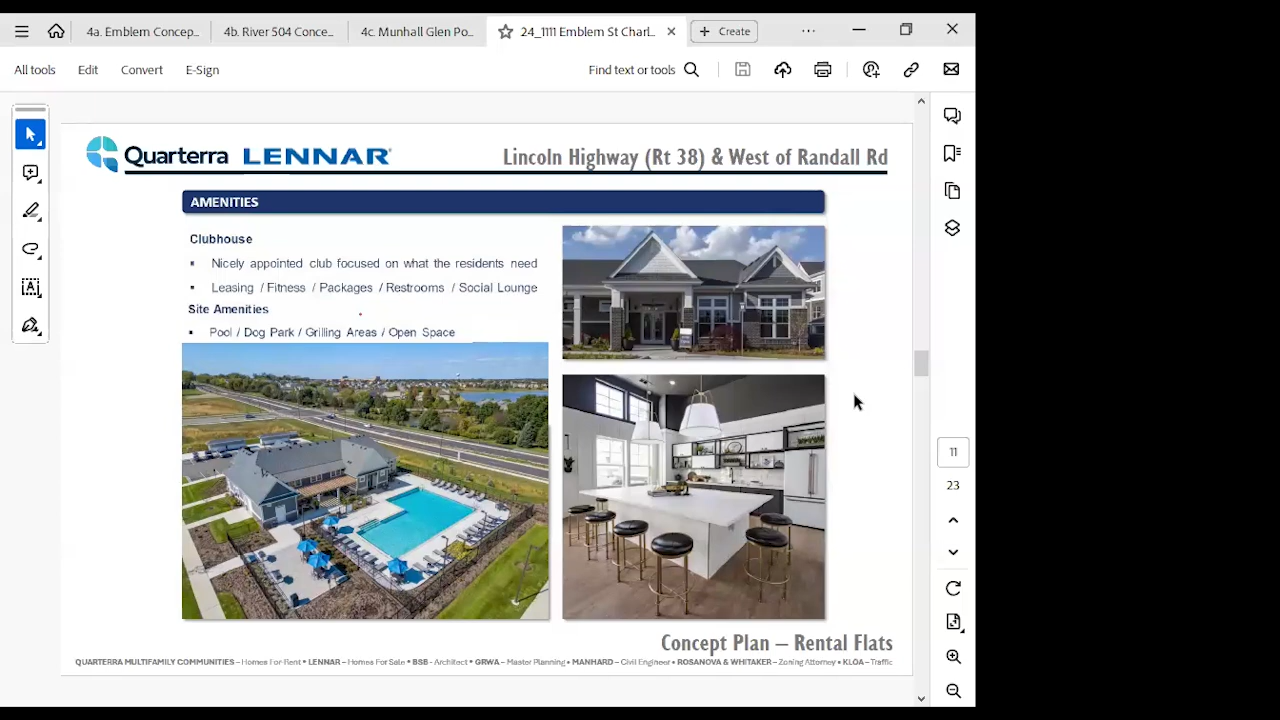 4a. Emblem Concep...
4b. River 504 Conce...
4c. Munhall Glen Po...
24_1111 Emblem St Charl...
Create
All tools
Edit
Convert
E-Sign
Find text or tools
Quarterra LENNAR
Lincoln Highway (Rt 38) & West of Randall Rd
AMENITIES
Clubhouse
▪ Nicely appointed club focused on what the residents need
▪ Leasing / Fitness / Packages / Restrooms / Social Lounge
Site Amenities
▪ Pool / Dog Park / Grilling Areas / Open Space
11
23
Concept Plan – Rental Flats
QUARTERRA MULTIFAMILY COMMUNITIES – Homes For Rent • LENNAR – Homes For Sale • BSB - Architect • GRWA – Master Planning • MANHARD – Civil Engineer • ROSANOVA & WHITAKER – Zoning Attorney • KLOA – Traffic